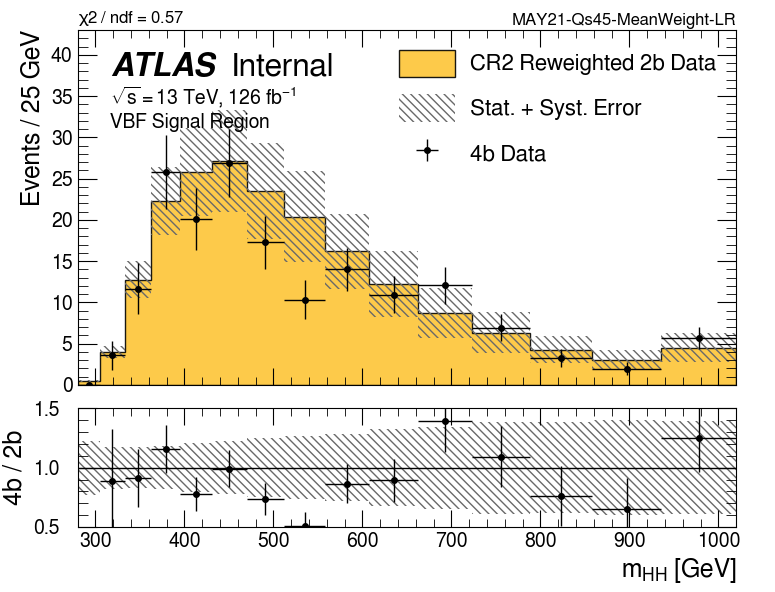 χ2 / ndf = 0.57
MAY21-Qs45-MeanWeight-LR
ATLAS Internal
√s = 13 TeV, 126 fb⁻¹
VBF Signal Region
CR2 Reweighted 2b Data
Stat. + Syst. Error
4b Data
Events / 25 GeV
40
35
30
25
20
15
10
5
0
4b / 2b
1.5
1.0
0.5
300 400 500 600 700 800 900 1000
mHH [GeV]